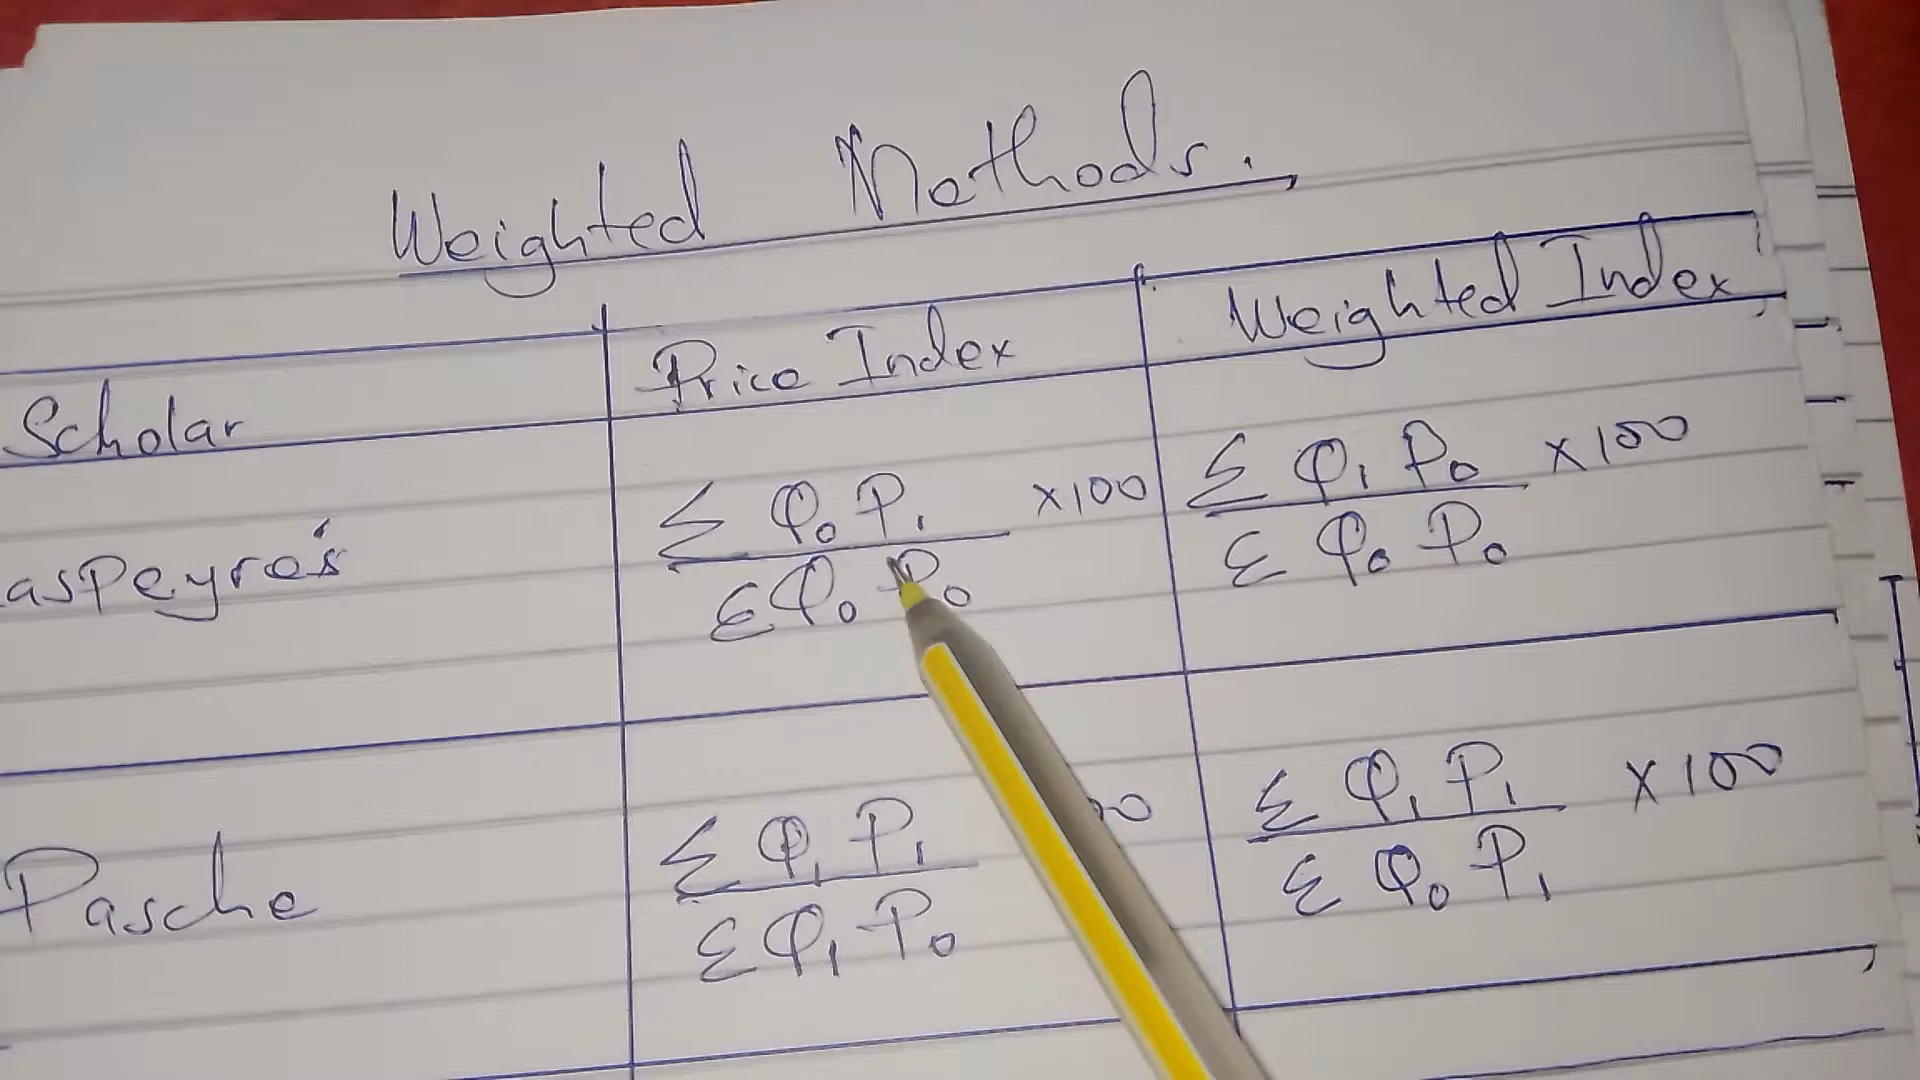 Weighted Methods.
Scholar Price Index Weighted Index
aspeyre's Σ Q₀ P₁ ×100 Σ Q₁ P₀ ×100
Σ Q₀ P₀ Σ Q₀ P₀
Pasche Σ Q₁ P₁ 00 Σ Q₁ P₁ ×100
Σ Q₁ P₀ Σ Q₀ P₁